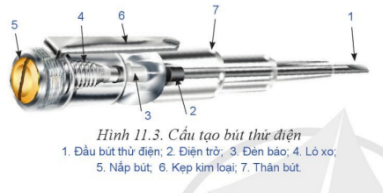 5 4 6 7 1
3 2
Hình 11.3. Cấu tạo bút thử điện
1. Đầu bút thử điện; 2. Điện trở; 3. Đèn báo; 4. Lò xo;
5. Nắp bút; 6. Kẹp kim loại; 7. Thân bút.